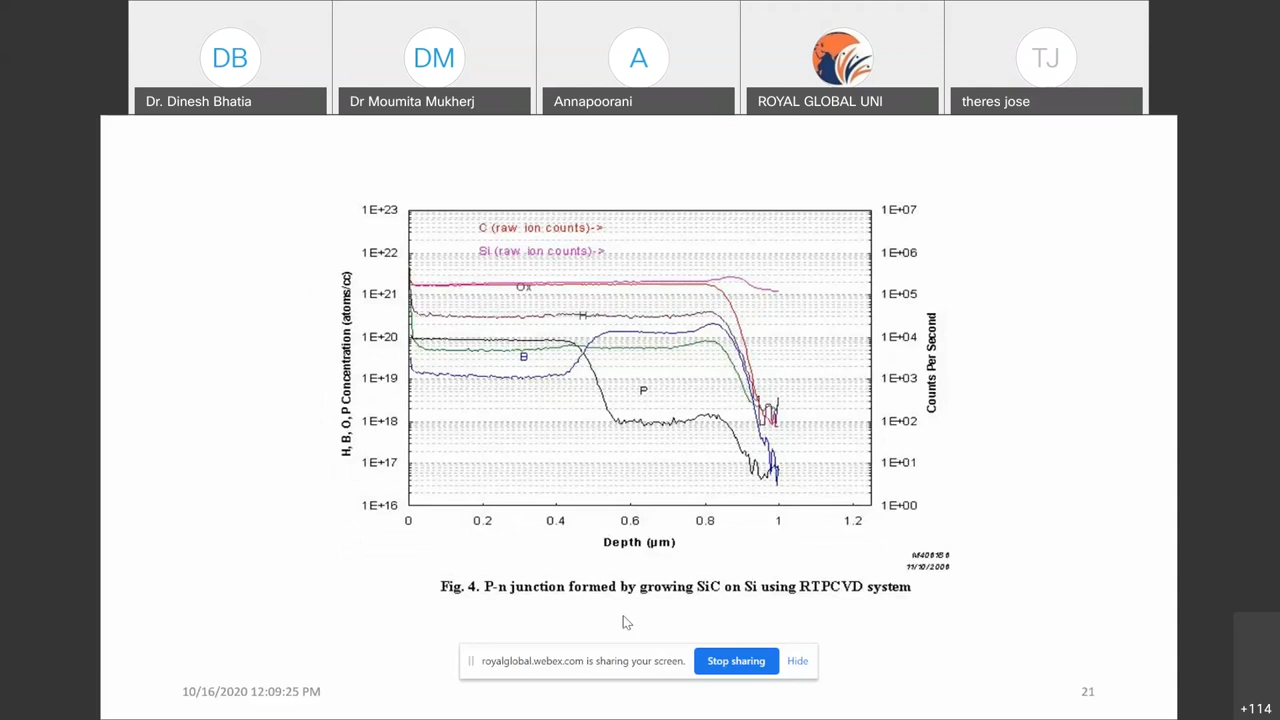 DB
DM
A
TJ
Dr. Dinesh Bhatia
Dr Moumita Mukherj
Annapoorani
ROYAL GLOBAL UNI
theres jose
1E+23
1E+22
1E+21
1E+20
1E+19
1E+18
1E+17
1E+16
H, B, O, P Concentration (atoms/cc)
C (raw ion counts)->
Si (raw ion counts)->
Ox
H
B
P
1E+07
1E+06
1E+05
1E+04
1E+03
1E+02
1E+01
1E+00
Counts Per Second
0
0.2
0.4
0.6
0.8
1
1.2
Depth (µm)
11/10/2006
Fig. 4. P-n junction formed by growing SiC on Si using RTPCVD system
royalglobal.webex.com is sharing your screen.
Stop sharing
Hide
10/16/2020 12:09:25 PM
21
+114